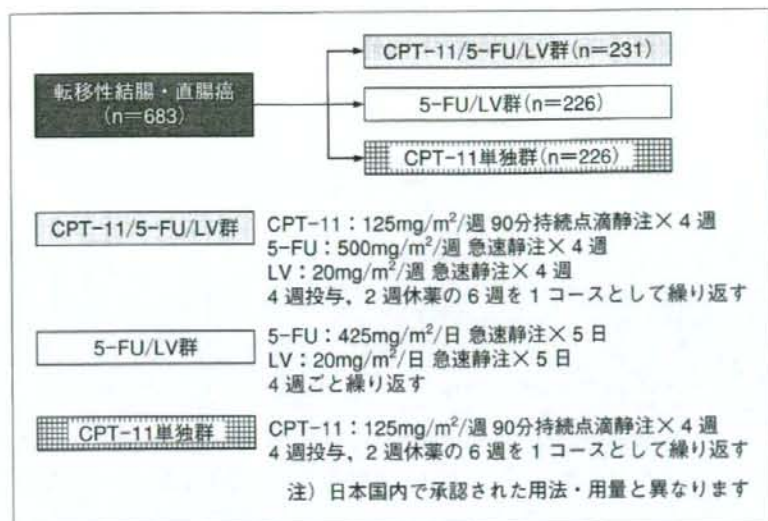 転移性結腸・直腸癌
(n=683)
CPT-11/5-FU/LV群(n=231)
5-FU/LV群(n=226)
CPT-11単独群(n=226)
CPT-11/5-FU/LV群
CPT-11：125mg/m²/週 90分持続点滴静注×4週
5-FU：500mg/m²/週 急速静注×4週
LV：20mg/m²/週 急速静注×4週
4週投与、2週休薬の6週を1コースとして繰り返す
5-FU/LV群
5-FU：425mg/m²/日 急速静注×5日
LV：20mg/m²/日 急速静注×5日
4週ごと繰り返す
CPT-11単独群
CPT-11：125mg/m²/週 90分持続点滴静注×4週
4週投与、2週休薬の6週を1コースとして繰り返す
注）日本国内で承認された用法・用量と異なります